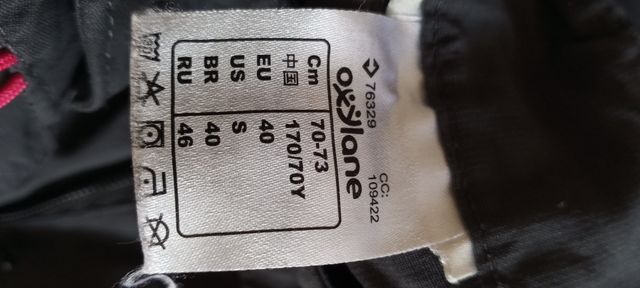 76329
CC:
109422
oxylane
Cm 70-73
中国 170/70Y
EU 40
US S
BR 40
RU 46